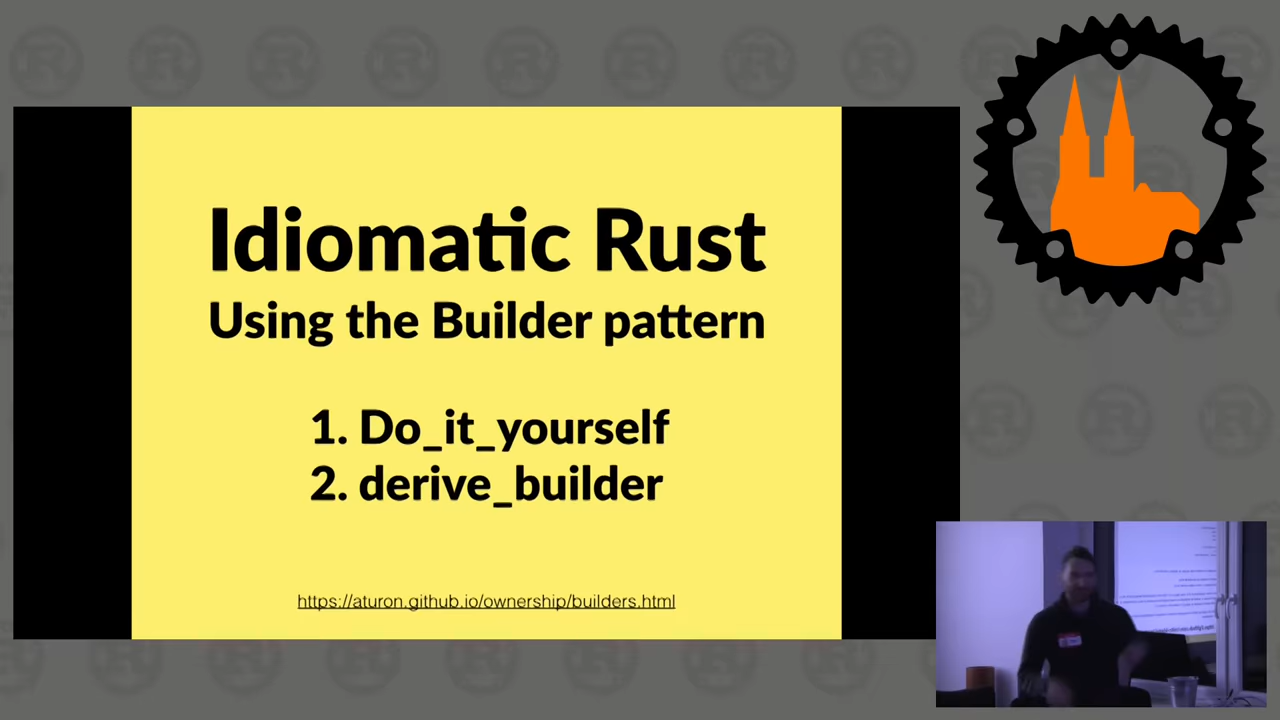 Idiomatic Rust
Using the Builder pattern
1. Do_it_yourself
2. derive_builder
https://aturon.github.io/ownership/builders.html